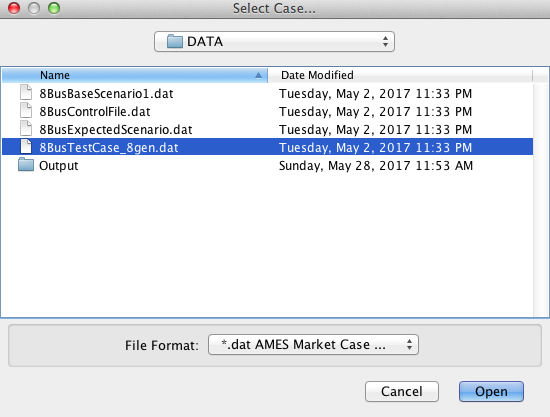 Select Case...
DATA
Name Date Modified
8BusBaseScenario1.dat Tuesday, May 2, 2017 11:33 PM
8BusControlFile.dat Tuesday, May 2, 2017 11:33 PM
8BusExpectedScenario.dat Tuesday, May 2, 2017 11:33 PM
8BusTestCase_8gen.dat Tuesday, May 2, 2017 11:33 PM
Output Sunday, May 28, 2017 11:53 AM
File Format: *.dat AMES Market Case ...
Cancel Open